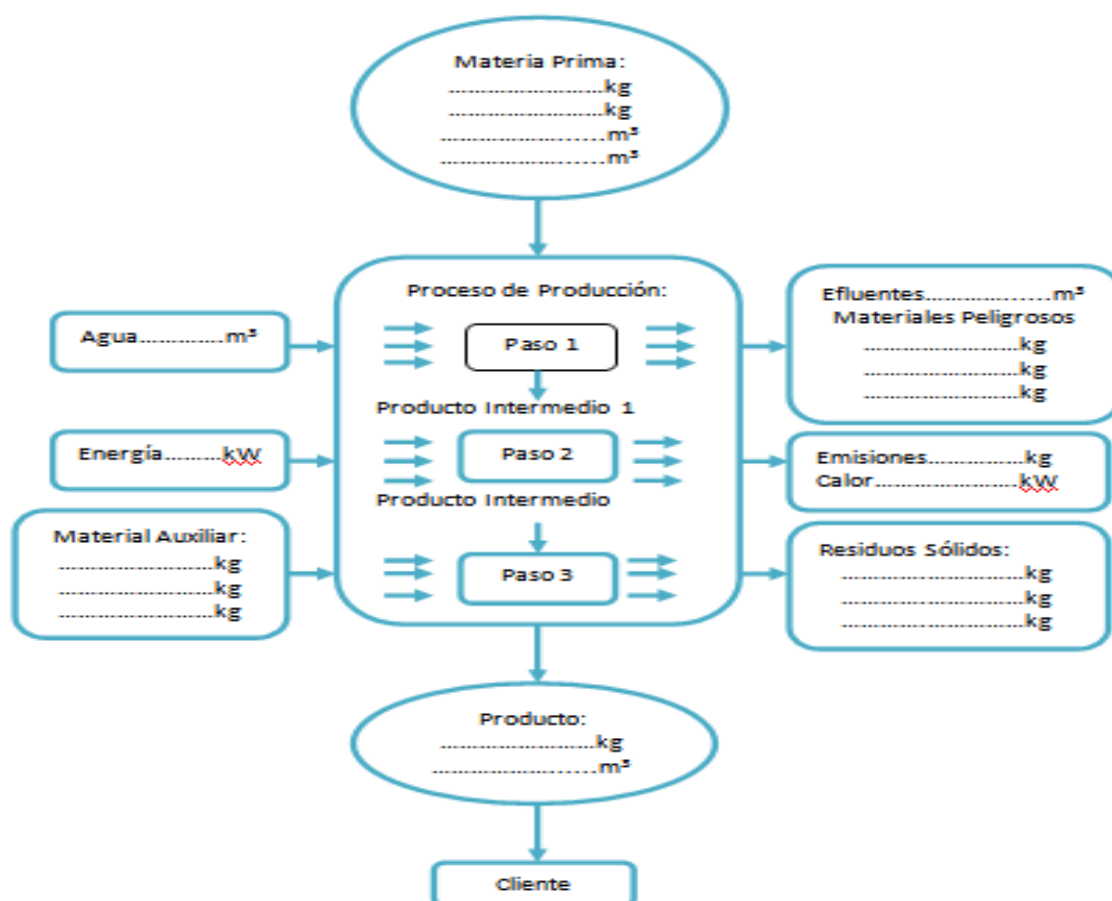 Materia Prima:
..............................kg
..............................kg
..............................m³
..............................m³
Proceso de Producción:
Agua..............m³
Paso 1
Efluentes......................m³
Materiales Peligrosos
..............................kg
..............................kg
..............................kg
Producto Intermedio 1
Energía..........kW
Paso 2
Emisiones................kg
Calor.........................kW
Producto Intermedio
Material Auxiliar:
..............................kg
..............................kg
..............................kg
Paso 3
Residuos Sólidos:
..............................kg
..............................kg
..............................kg
Producto:
..............................kg
..............................m³
Cliente